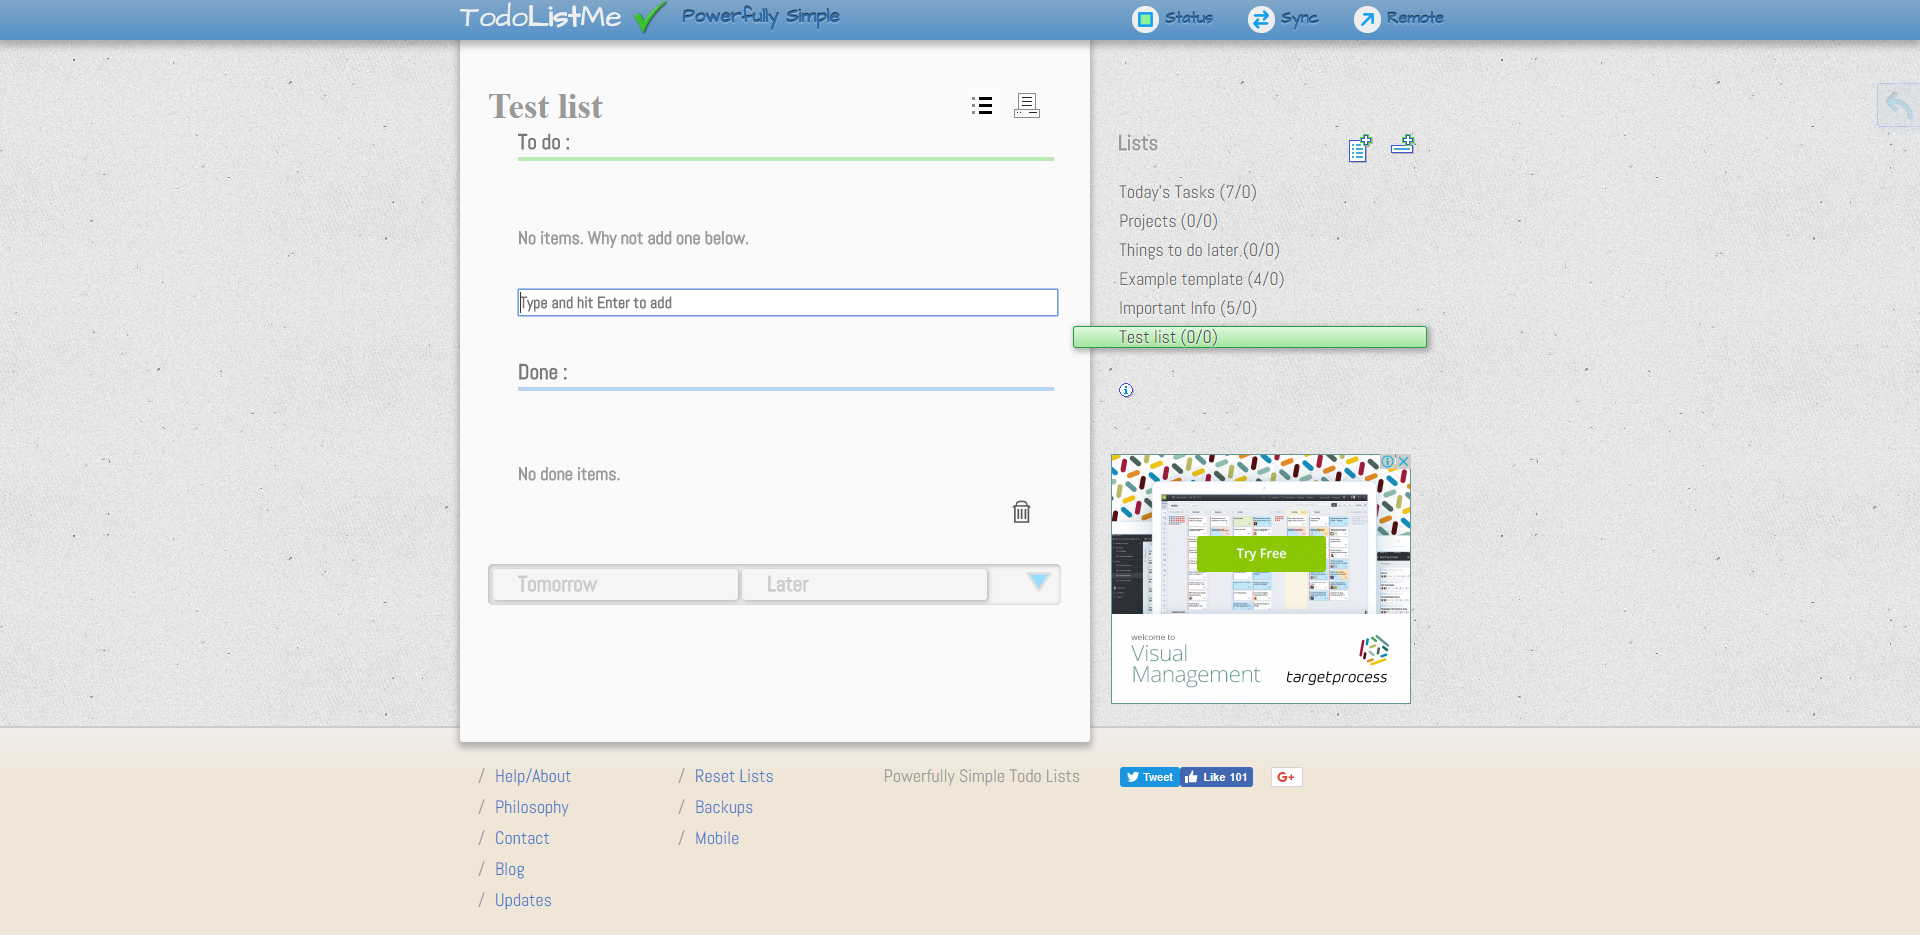 TodoListMe Powerfully Simple
Status Sync Remote
Test list
To do :
No items. Why not add one below.
Type and hit Enter to add
Done :
No done items.
Tomorrow Later
Lists
Today's Tasks (7/0)
Projects (0/0)
Things to do later (0/0)
Example template (4/0)
Important Info (5/0)
Test list (0/0)
Try Free
welcome to
Visual
Management
targetprocess
/ Help/About
/ Philosophy
/ Contact
/ Blog
/ Updates
/ Reset Lists
/ Backups
/ Mobile
Powerfully Simple Todo Lists
Tweet Like 101 G+